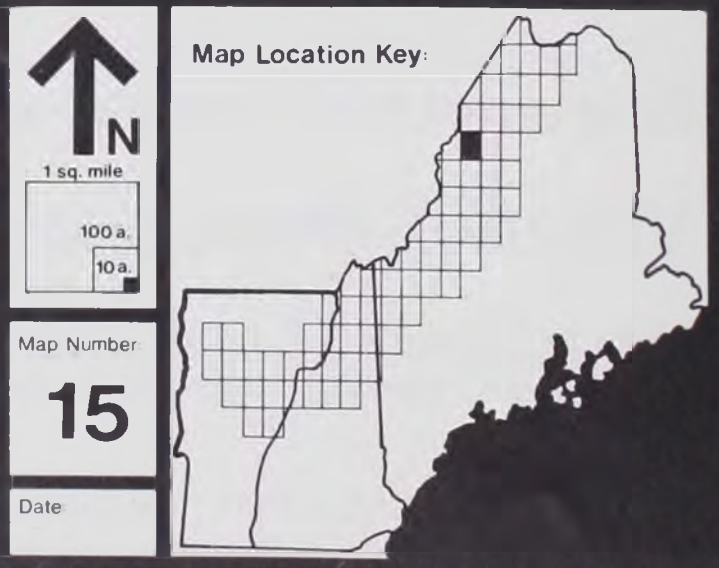 N
1 sq. mile
100 a.
10 a.
Map Number:
15
Date
Map Location Key: